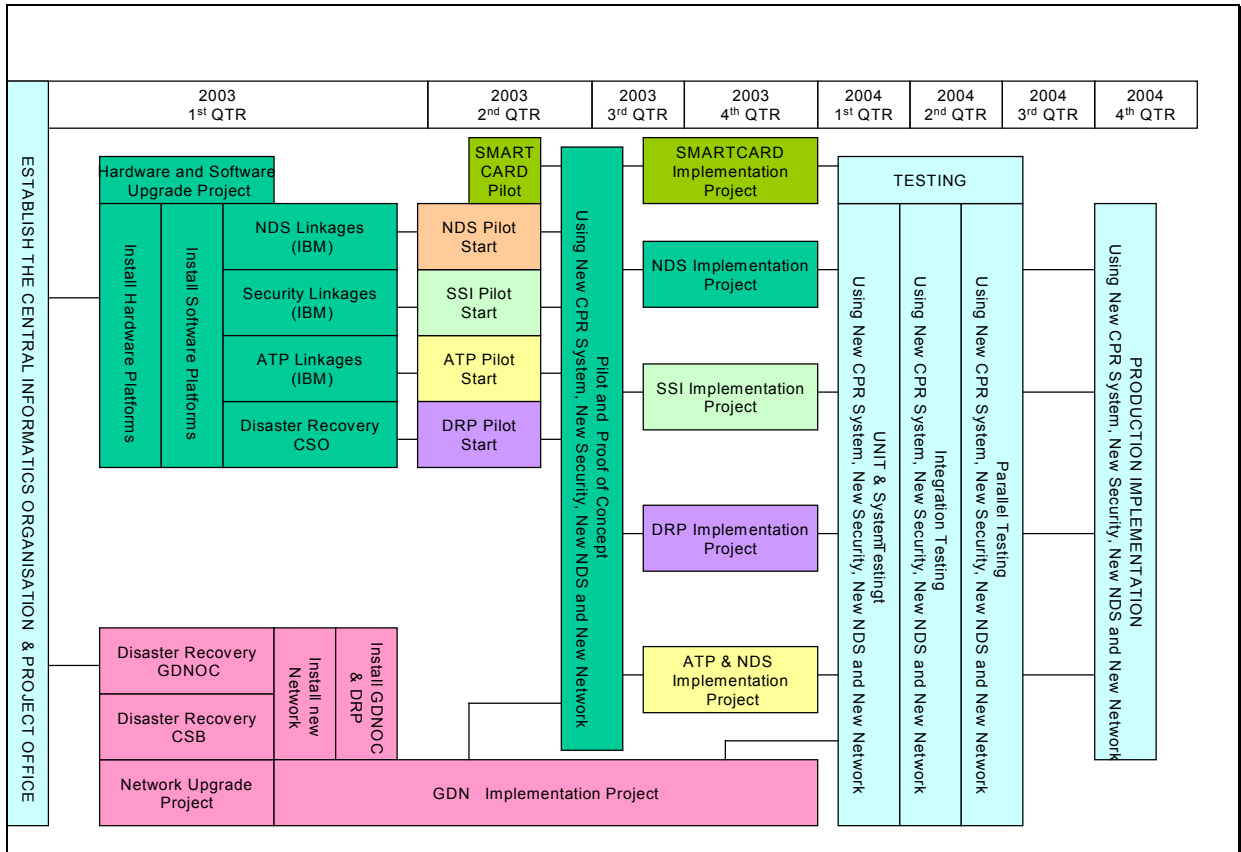 2003
1st QTR
2003
2nd QTR
2003
3rd QTR
2003
4th QTR
2004
1st QTR
2004
2nd QTR
2004
3rd QTR
2004
4th QTR
ESTABLISH THE CENTRAL INFORMATICS ORGANISATION & PROJECT OFFICE
Hardware and Software
Upgrade Project
Install Hardware Platforms
Install Software Platforms
NDS Linkages
(IBM)
Security Linkages
(IBM)
ATP Linkages
(IBM)
Disaster Recovery
CSO
SMART
CARD
Pilot
NDS Pilot
Start
SSI Pilot
Start
ATP Pilot
Start
DRP Pilot
Start
Pilot and Proof of Concept
Using New CPR System, New Security, New NDS and New Network
SMARTCARD
Implementation
Project
NDS Implementation
Project
SSI Implementation
Project
DRP Implementation
Project
ATP & NDS
Implementation
Project
TESTING
UNIT & SystemTestingt
Using New CPR System, New Security, New NDS and New Network
Integration Testing
Using New CPR System, New Security, New NDS and New Network
Parallel Testing
Using New CPR System, New Security, New NDS and New Network
PRODUCTION IMPLEMENTATION
Using New CPR System, New Security, New NDS and New Network
Disaster Recovery
GDNOC
Disaster Recovery
CSB
Network Upgrade
Project
Install new
Network
Install GDNOC
& DRP
GDN Implementation Project